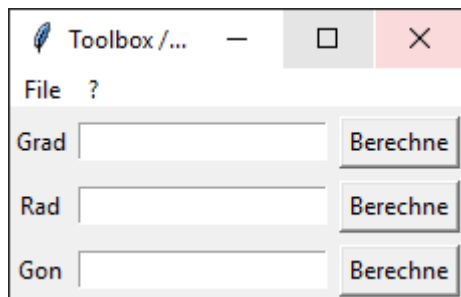 Toolbox /...
File ?
Grad Berechne
Rad Berechne
Gon Berechne